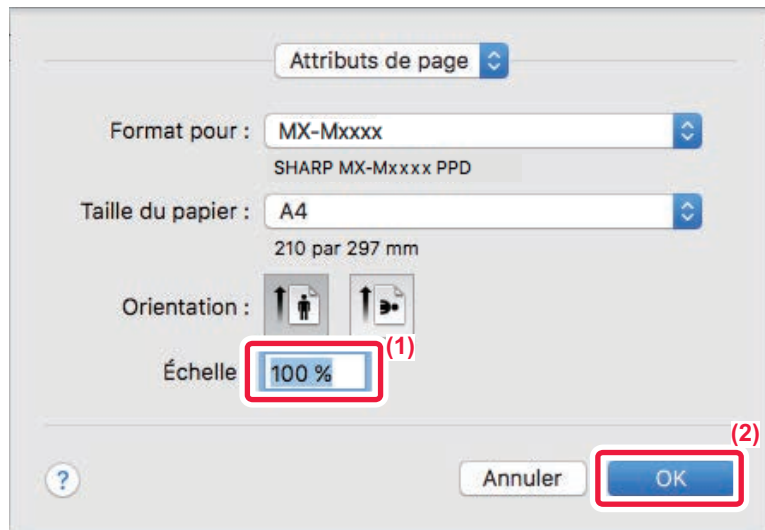 Attributs de page
Format pour : MX-Mxxxx
SHARP MX-Mxxxx PPD
Taille du papier : A4
210 par 297 mm
Orientation :
(1)
Échelle 100 %
(2)
? Annuler OK